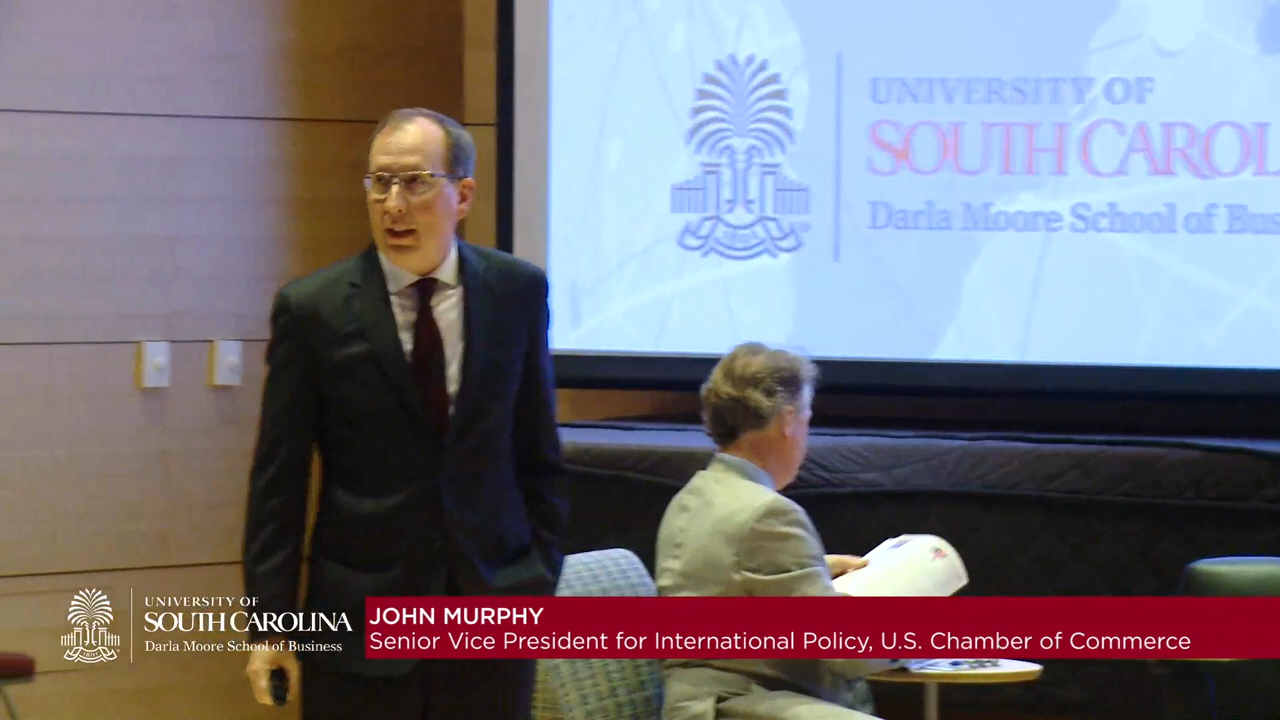 UNIVERSITY OF
SOUTH CAROL
Darla Moore School of Bus
UNIVERSITY OF
SOUTH CAROLINA
Darla Moore School of Business
JOHN MURPHY
Senior Vice President for International Policy, U.S. Chamber of Commerce